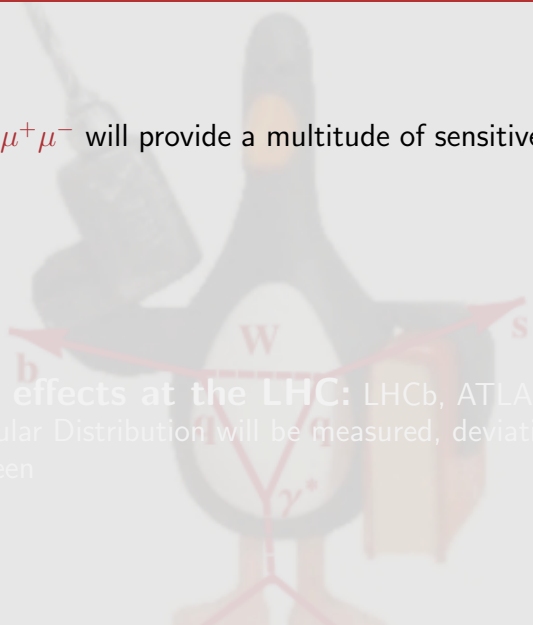 μ⁺μ⁻ will provide a multitude of sensitive
W
s
b
effects at the LHC: LHCb, ATLA
ular Distribution will be measured, deviati
q q
een
γ*